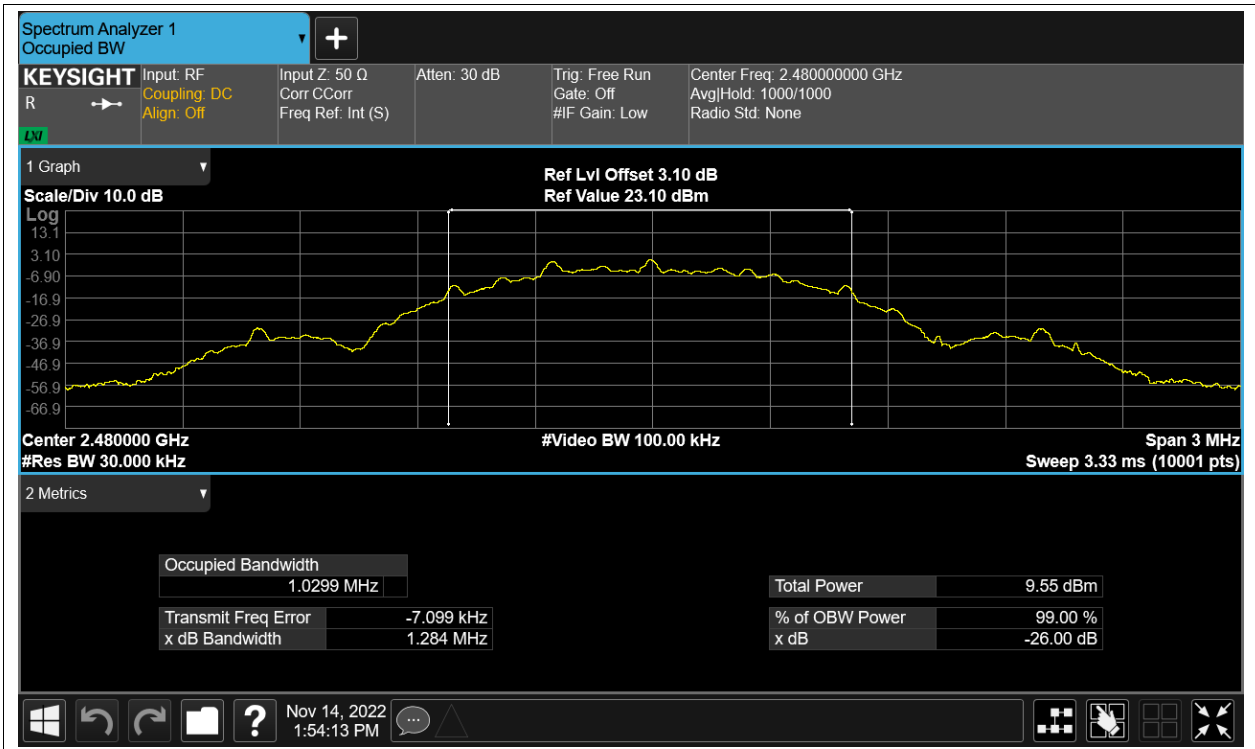 Spectrum Analyzer 1
Occupied BW
KEYSIGHT
R
LXI
Input: RF
Coupling: DC
Align: Off
Input Z: 50 Ω
Corr CCorr
Freq Ref: Int (S)
Atten: 30 dB
Trig: Free Run
Gate: Off
#IF Gain: Low
Center Freq: 2.480000000 GHz
Avg|Hold: 1000/1000
Radio Std: None
1 Graph
Scale/Div 10.0 dB
Ref Lvl Offset 3.10 dB
Ref Value 23.10 dBm
Log
13.1
3.10
-6.90
-16.9
-26.9
-36.9
-46.9
-56.9
-66.9
Center 2.480000 GHz
#Res BW 30.000 kHz
#Video BW 100.00 kHz
Span 3 MHz
Sweep 3.33 ms (10001 pts)
2 Metrics
Occupied Bandwidth
1.0299 MHz
Transmit Freq Error -7.099 kHz
x dB Bandwidth 1.284 MHz
Total Power 9.55 dBm
% of OBW Power 99.00 %
x dB -26.00 dB
?
Nov 14, 2022
1:54:13 PM